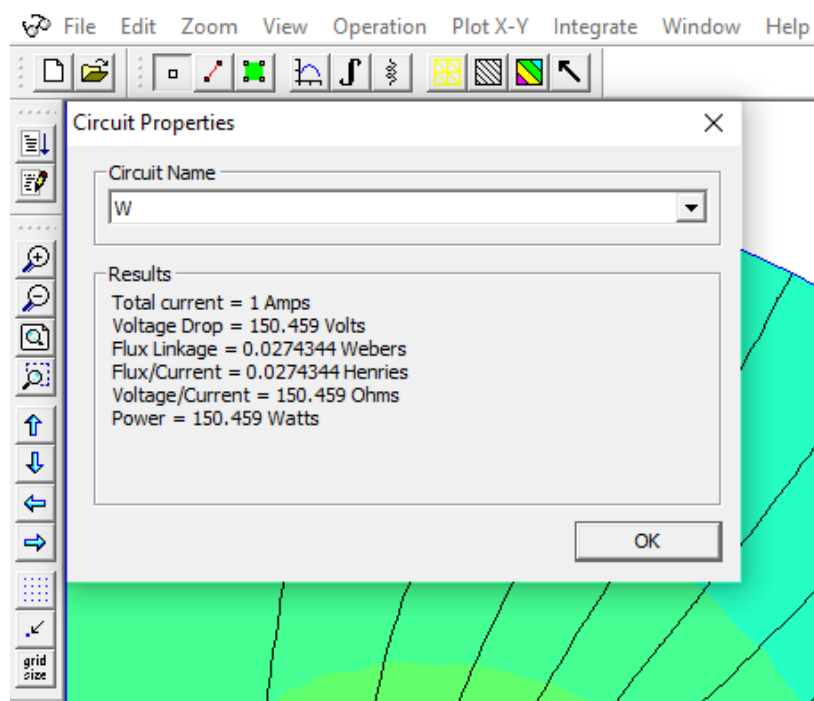 File Edit Zoom View Operation Plot X-Y Integrate Window Help
Circuit Properties
Circuit Name
W
Results
Total current = 1 Amps
Voltage Drop = 150.459 Volts
Flux Linkage = 0.0274344 Webers
Flux/Current = 0.0274344 Henries
Voltage/Current = 150.459 Ohms
Power = 150.459 Watts
OK
grid
size